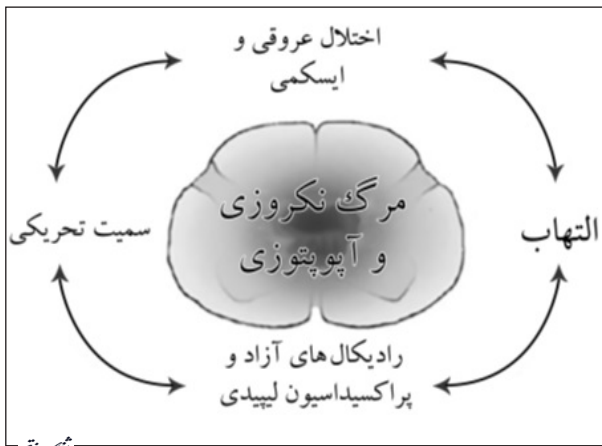 اختلال عروقی و
ایسکمی
التهاب
مرگ نکروزی
و آپوپتوزی
سمیت تحریکی
رادیکال‌های آزاد و
پراکسیداسیون لیپیدی